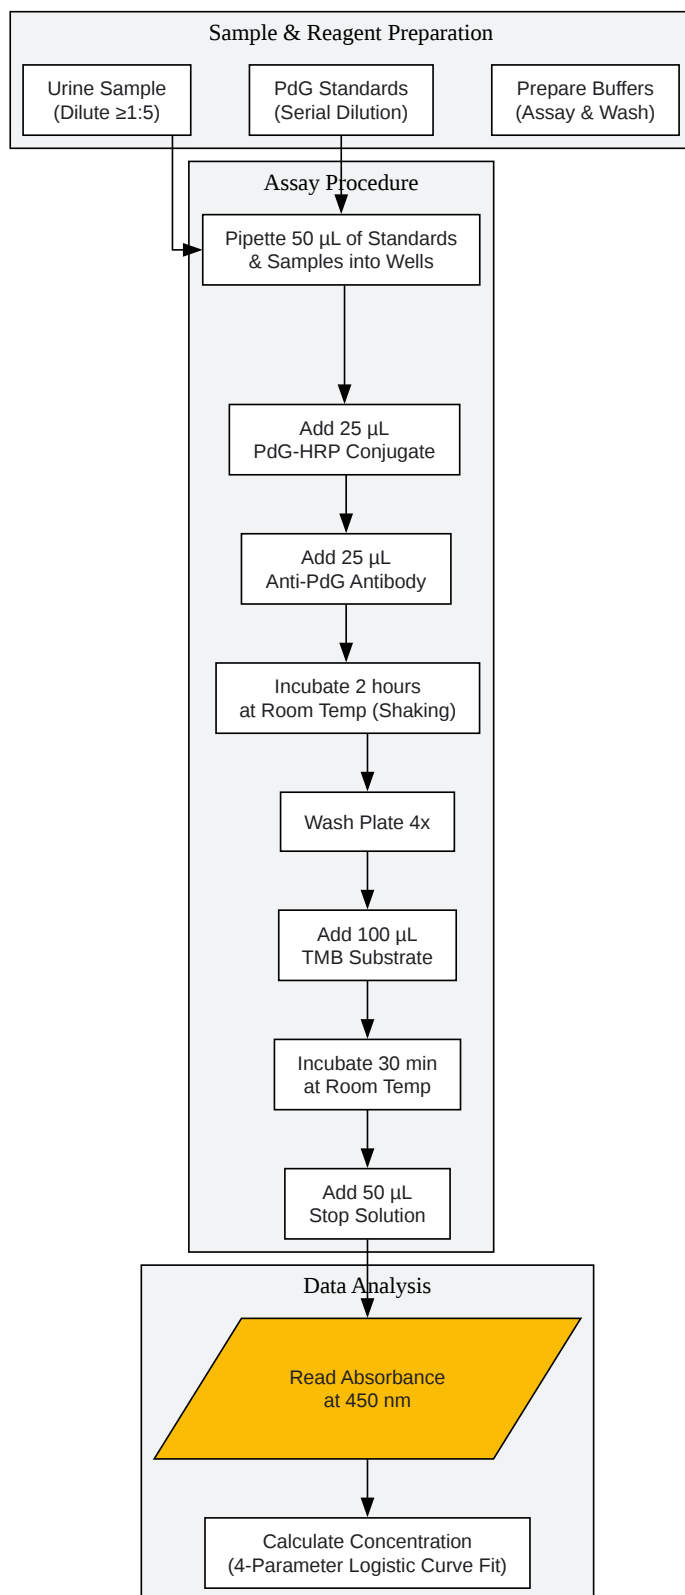 Sample & Reagent Preparation
Urine Sample
(Dilute ≥1:5)
PdG Standards
(Serial Dilution)
Prepare Buffers
(Assay & Wash)
Assay Procedure
Pipette 50 µL of Standards
& Samples into Wells
Add 25 µL
PdG-HRP Conjugate
Add 25 µL
Anti-PdG Antibody
Incubate 2 hours
at Room Temp (Shaking)
Wash Plate 4x
Add 100 µL
TMB Substrate
Incubate 30 min
at Room Temp
Add 50 µL
Stop Solution
Data Analysis
Read Absorbance
at 450 nm
Calculate Concentration
(4-Parameter Logistic Curve Fit)